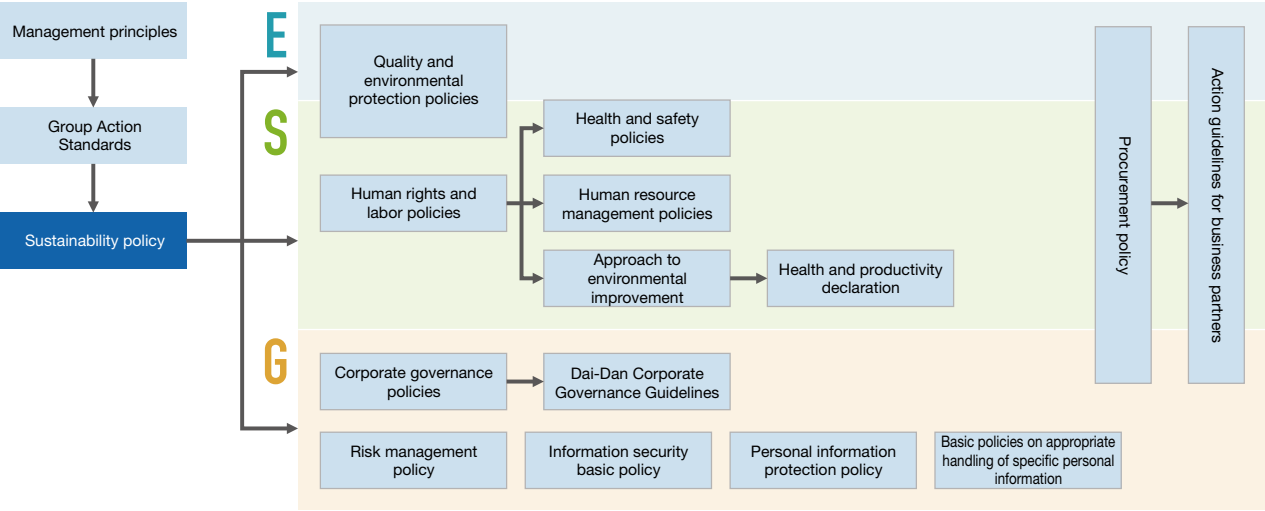 Management principles
Group Action
Standards
Sustainability policy
E
Quality and
environmental
protection policies
S
Health and safety
policies
Human rights and
labor policies
Human resource
management policies
Approach to
environmental
improvement
Health and productivity
declaration
G
Corporate governance
policies
Dai-Dan Corporate
Governance Guidelines
Risk management
policy
Information security
basic policy
Personal information
protection policy
Basic policies on appropriate
handling of specific personal
information
Procurement policy
Action guidelines for business partners